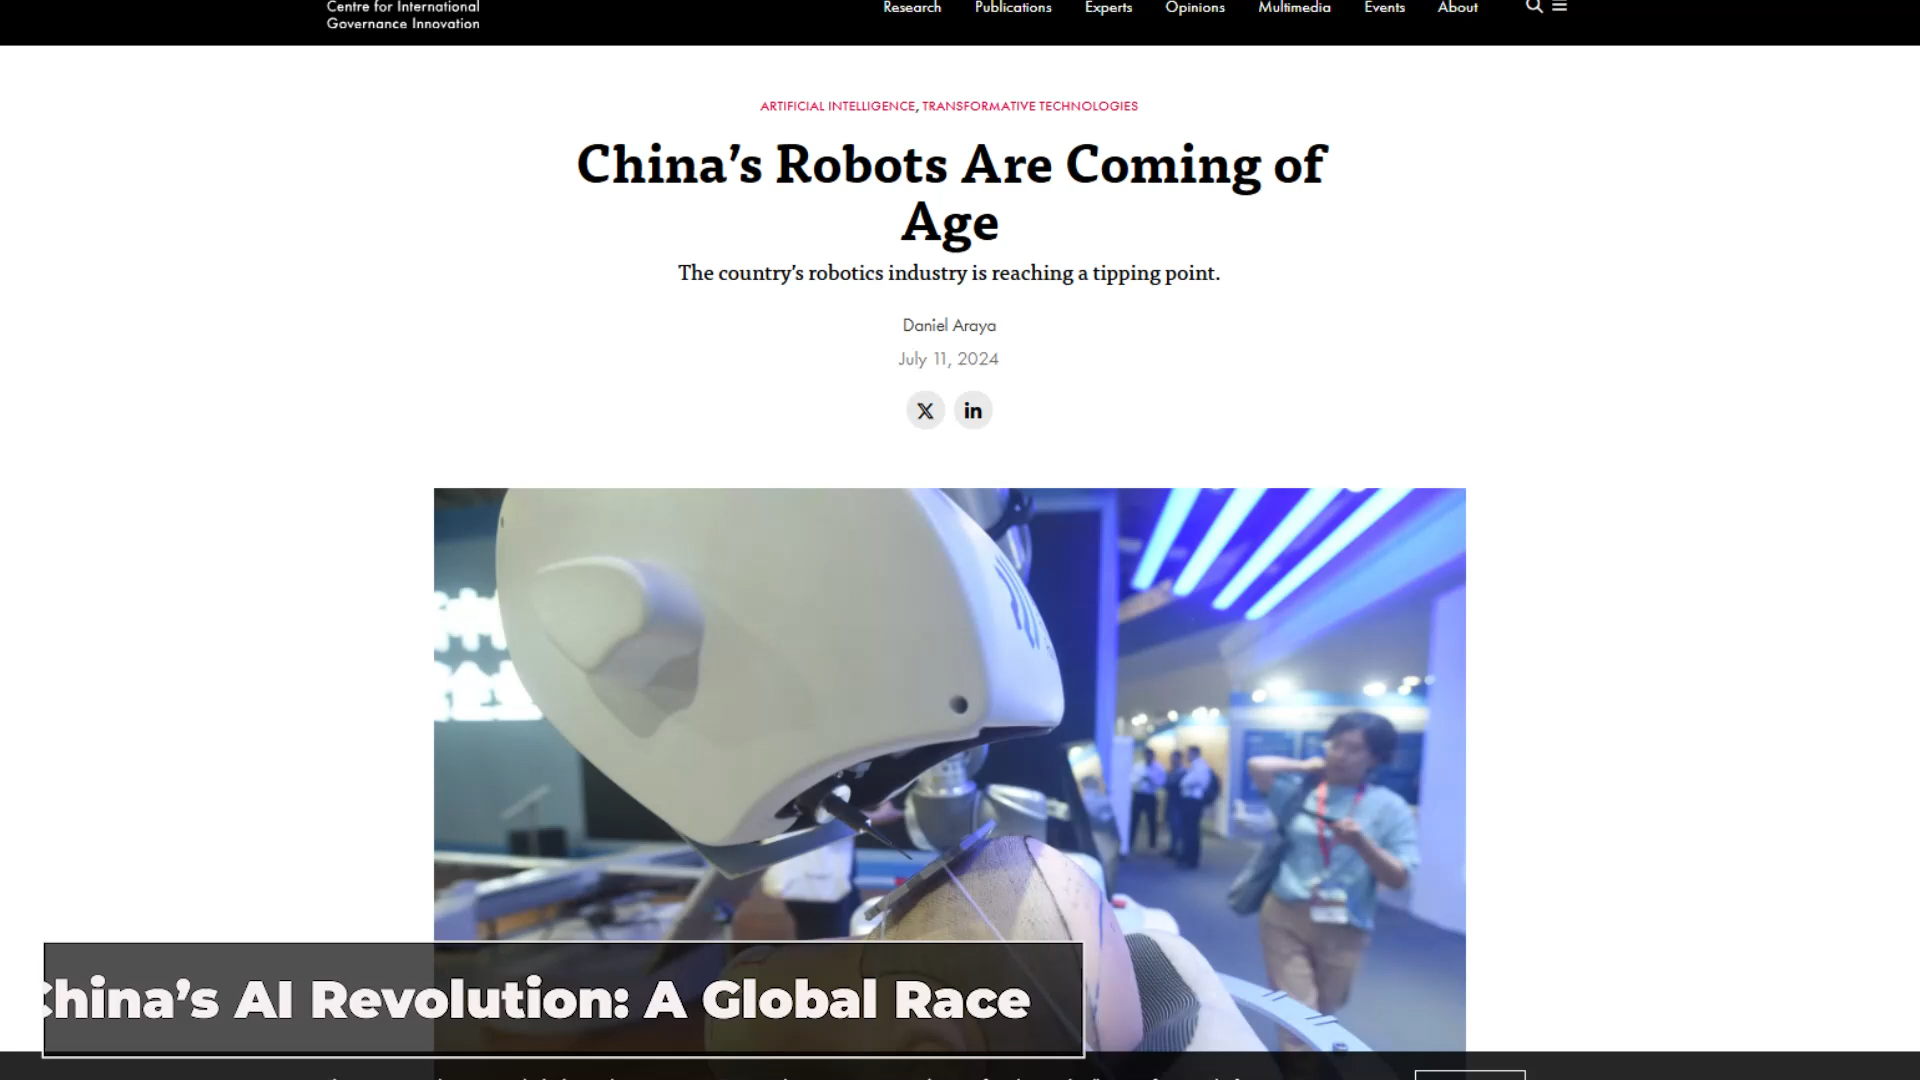 Centre for International
Governance Innovation
Research Publications Experts Opinions Multimedia Events About
ARTIFICIAL INTELLIGENCE, TRANSFORMATIVE TECHNOLOGIES
China’s Robots Are Coming of
Age
The country’s robotics industry is reaching a tipping point.
Daniel Araya
July 11, 2024
X in
China’s AI Revolution: A Global Race